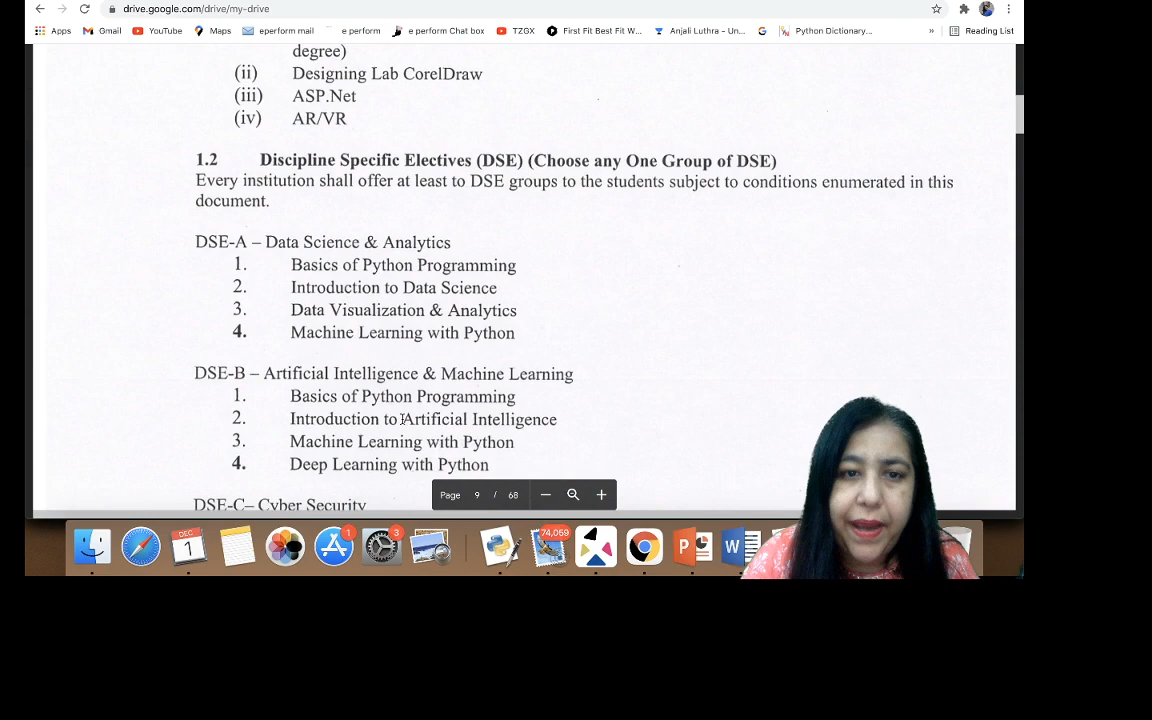 drive.google.com/drive/my-drive
Apps Gmail YouTube Maps eperform mail e perform e perform Chat box TZGX First Fit Best Fit W... Anjali Luthra - Un... Python Dictionary... » Reading List
degree)
(ii) Designing Lab CorelDraw
(iii) ASP.Net
(iv) AR/VR
1.2 Discipline Specific Electives (DSE) (Choose any One Group of DSE)
Every institution shall offer at least to DSE groups to the students subject to conditions enumerated in this
document.
DSE-A – Data Science & Analytics
1. Basics of Python Programming
2. Introduction to Data Science
3. Data Visualization & Analytics
4. Machine Learning with Python
DSE-B – Artificial Intelligence & Machine Learning
1. Basics of Python Programming
2. Introduction to Artificial Intelligence
3. Machine Learning with Python
4. Deep Learning with Python
DSE-C– Cyber Security
Page 9 / 68
DEC
1
1
3
74,059
P
W